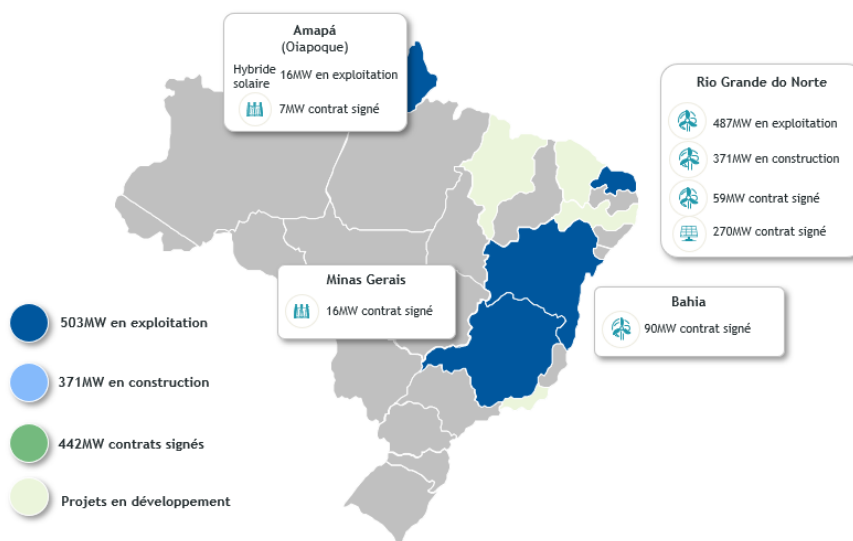 Amapá
(Oiapoque)
Hybride
solaire
16MW en exploitation
7MW contrat signé
Rio Grande do Norte
487MW en exploitation
371MW en construction
59MW contrat signé
270MW contrat signé
Minas Gerais
16MW contrat signé
Bahia
90MW contrat signé
503MW en exploitation
371MW en construction
442MW contrats signés
Projets en développement